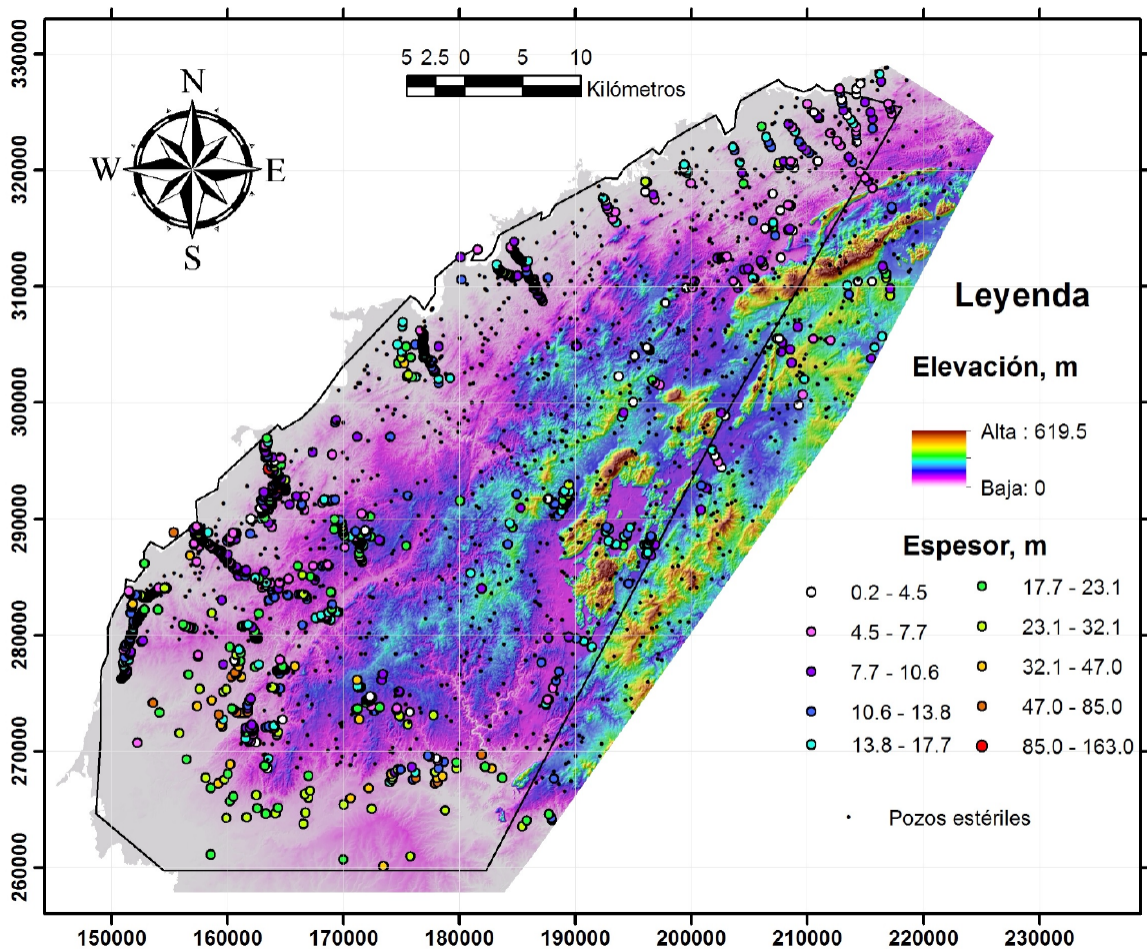 5 2.5 0 5 10
Kilómetros
N
W E
S
330000
320000
310000
300000
290000
280000
270000
260000
150000 160000 170000 180000 190000 200000 210000 220000 230000
Leyenda
Elevación, m
Alta : 619.5
Baja: 0
Espesor, m
0.2 - 4.5
4.5 - 7.7
7.7 - 10.6
10.6 - 13.8
13.8 - 17.7
17.7 - 23.1
23.1 - 32.1
32.1 - 47.0
47.0 - 85.0
85.0 - 163.0
Pozos estériles